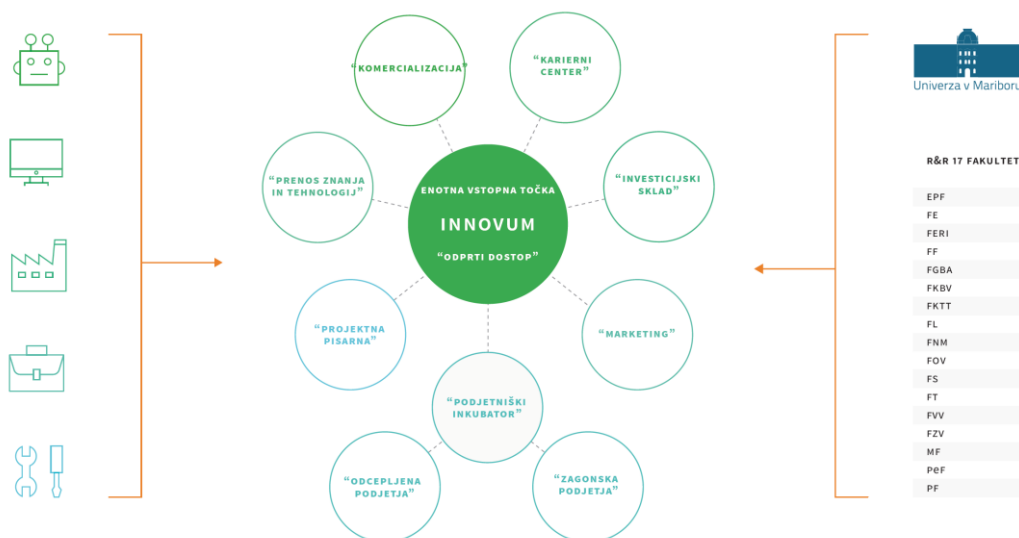 “KOMERCIALIZACIJA”
“KARIERNI
CENTER”
“PRENOS ZNANJA
IN TEHNOLOGIJ”
ENOTNA VSTOPNA TOČKA
INNOVUM
“ODPRTI DOSTOP”
“INVESTICIJSKI
SKLAD”
“PROJEKTNA
PISARNA”
“MARKETING”
“PODJETNIŠKI
INKUBATOR”
“ODCEPLJENA
PODJETJA”
“ZAGONSKA
PODJETJA”
Univerza v Mariboru
R&R 17 FAKULTET
EPF
FE
FERI
FF
FGBA
FKBV
FKTT
FL
FNM
FOV
FS
FT
FVV
FZV
MF
PeF
PF